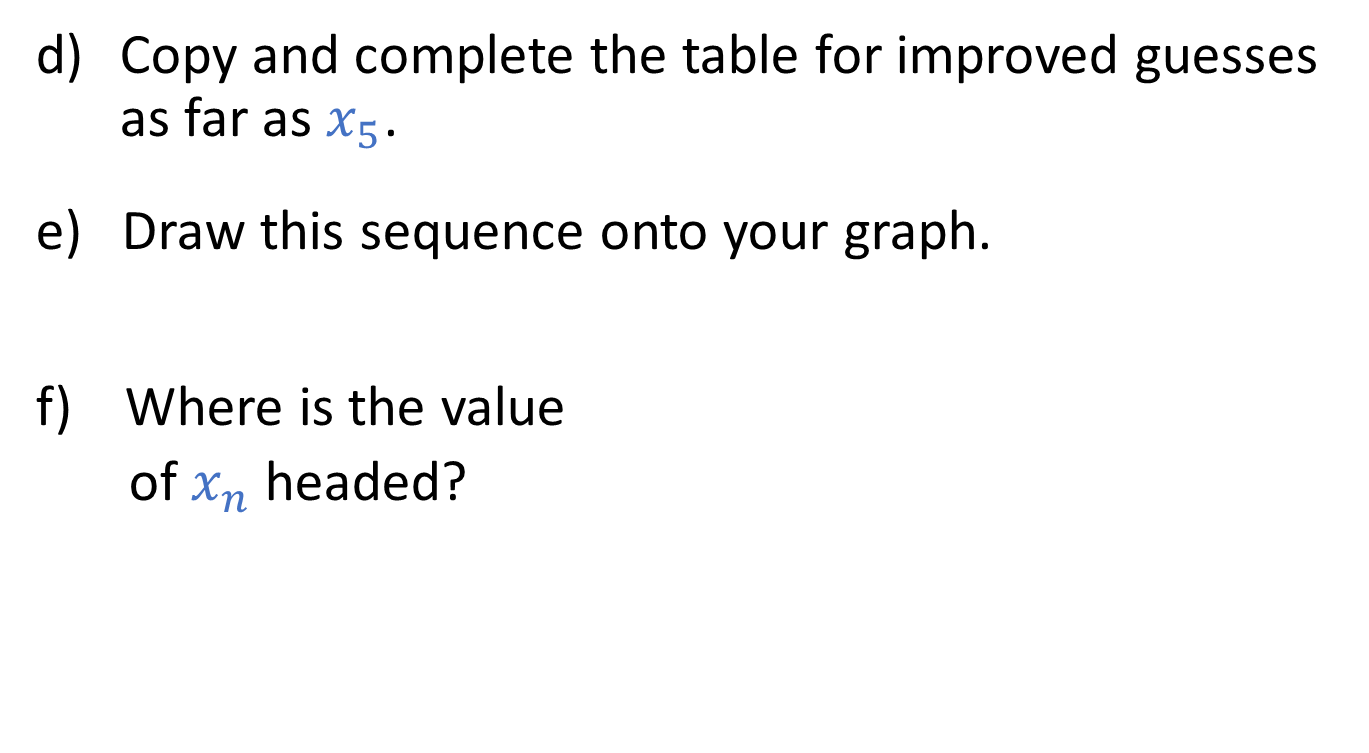 d) Copy and complete the table for improved guesses
as far as x₅.
e) Draw this sequence onto your graph.
f) Where is the value
of xₙ headed?